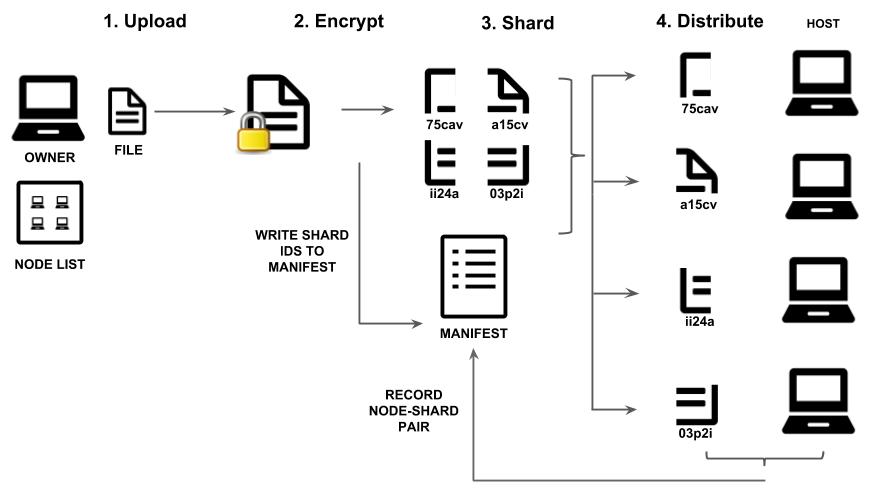 1. Upload
2. Encrypt
3. Shard
4. Distribute
HOST
OWNER
FILE
NODE LIST
75cav
a15cv
ii24a
03p2i
WRITE SHARD
IDS TO
MANIFEST
MANIFEST
RECORD
NODE-SHARD
PAIR
75cav
a15cv
ii24a
03p2i